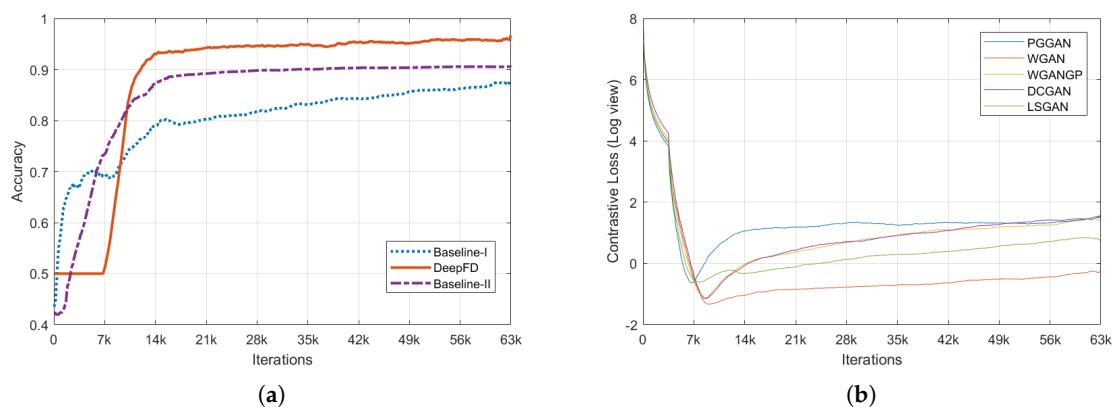 1
0.9
0.8
0.7
0.6
0.5
0.4
Accuracy
Baseline-I
DeepFD
Baseline-II
0 7k 14k 21k 28k 35k 42k 49k 56k 63k
Iterations
(a)
8
6
4
2
0
-2
Contrastive Loss (Log view)
PGGAN
WGAN
WGANGP
DCGAN
LSGAN
0 7k 14k 21k 28k 35k 42k 49k 56k 63k
Iterations
(b)